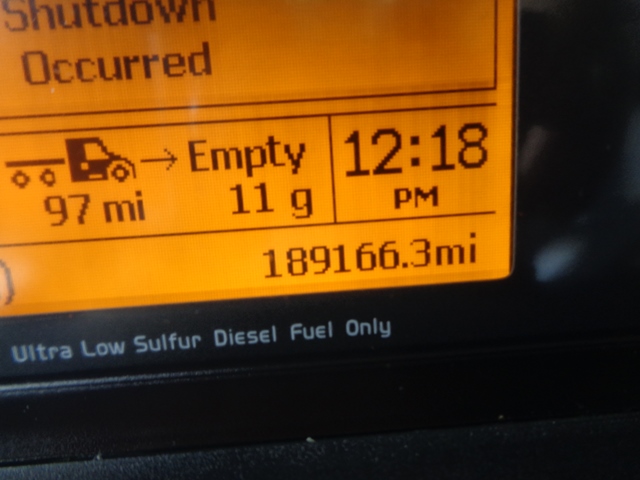 Shutdown
Occurred
→ Empty
97 mi 11 g
12:18
PM
189166.3mi
Ultra Low Sulfur Diesel Fuel Only